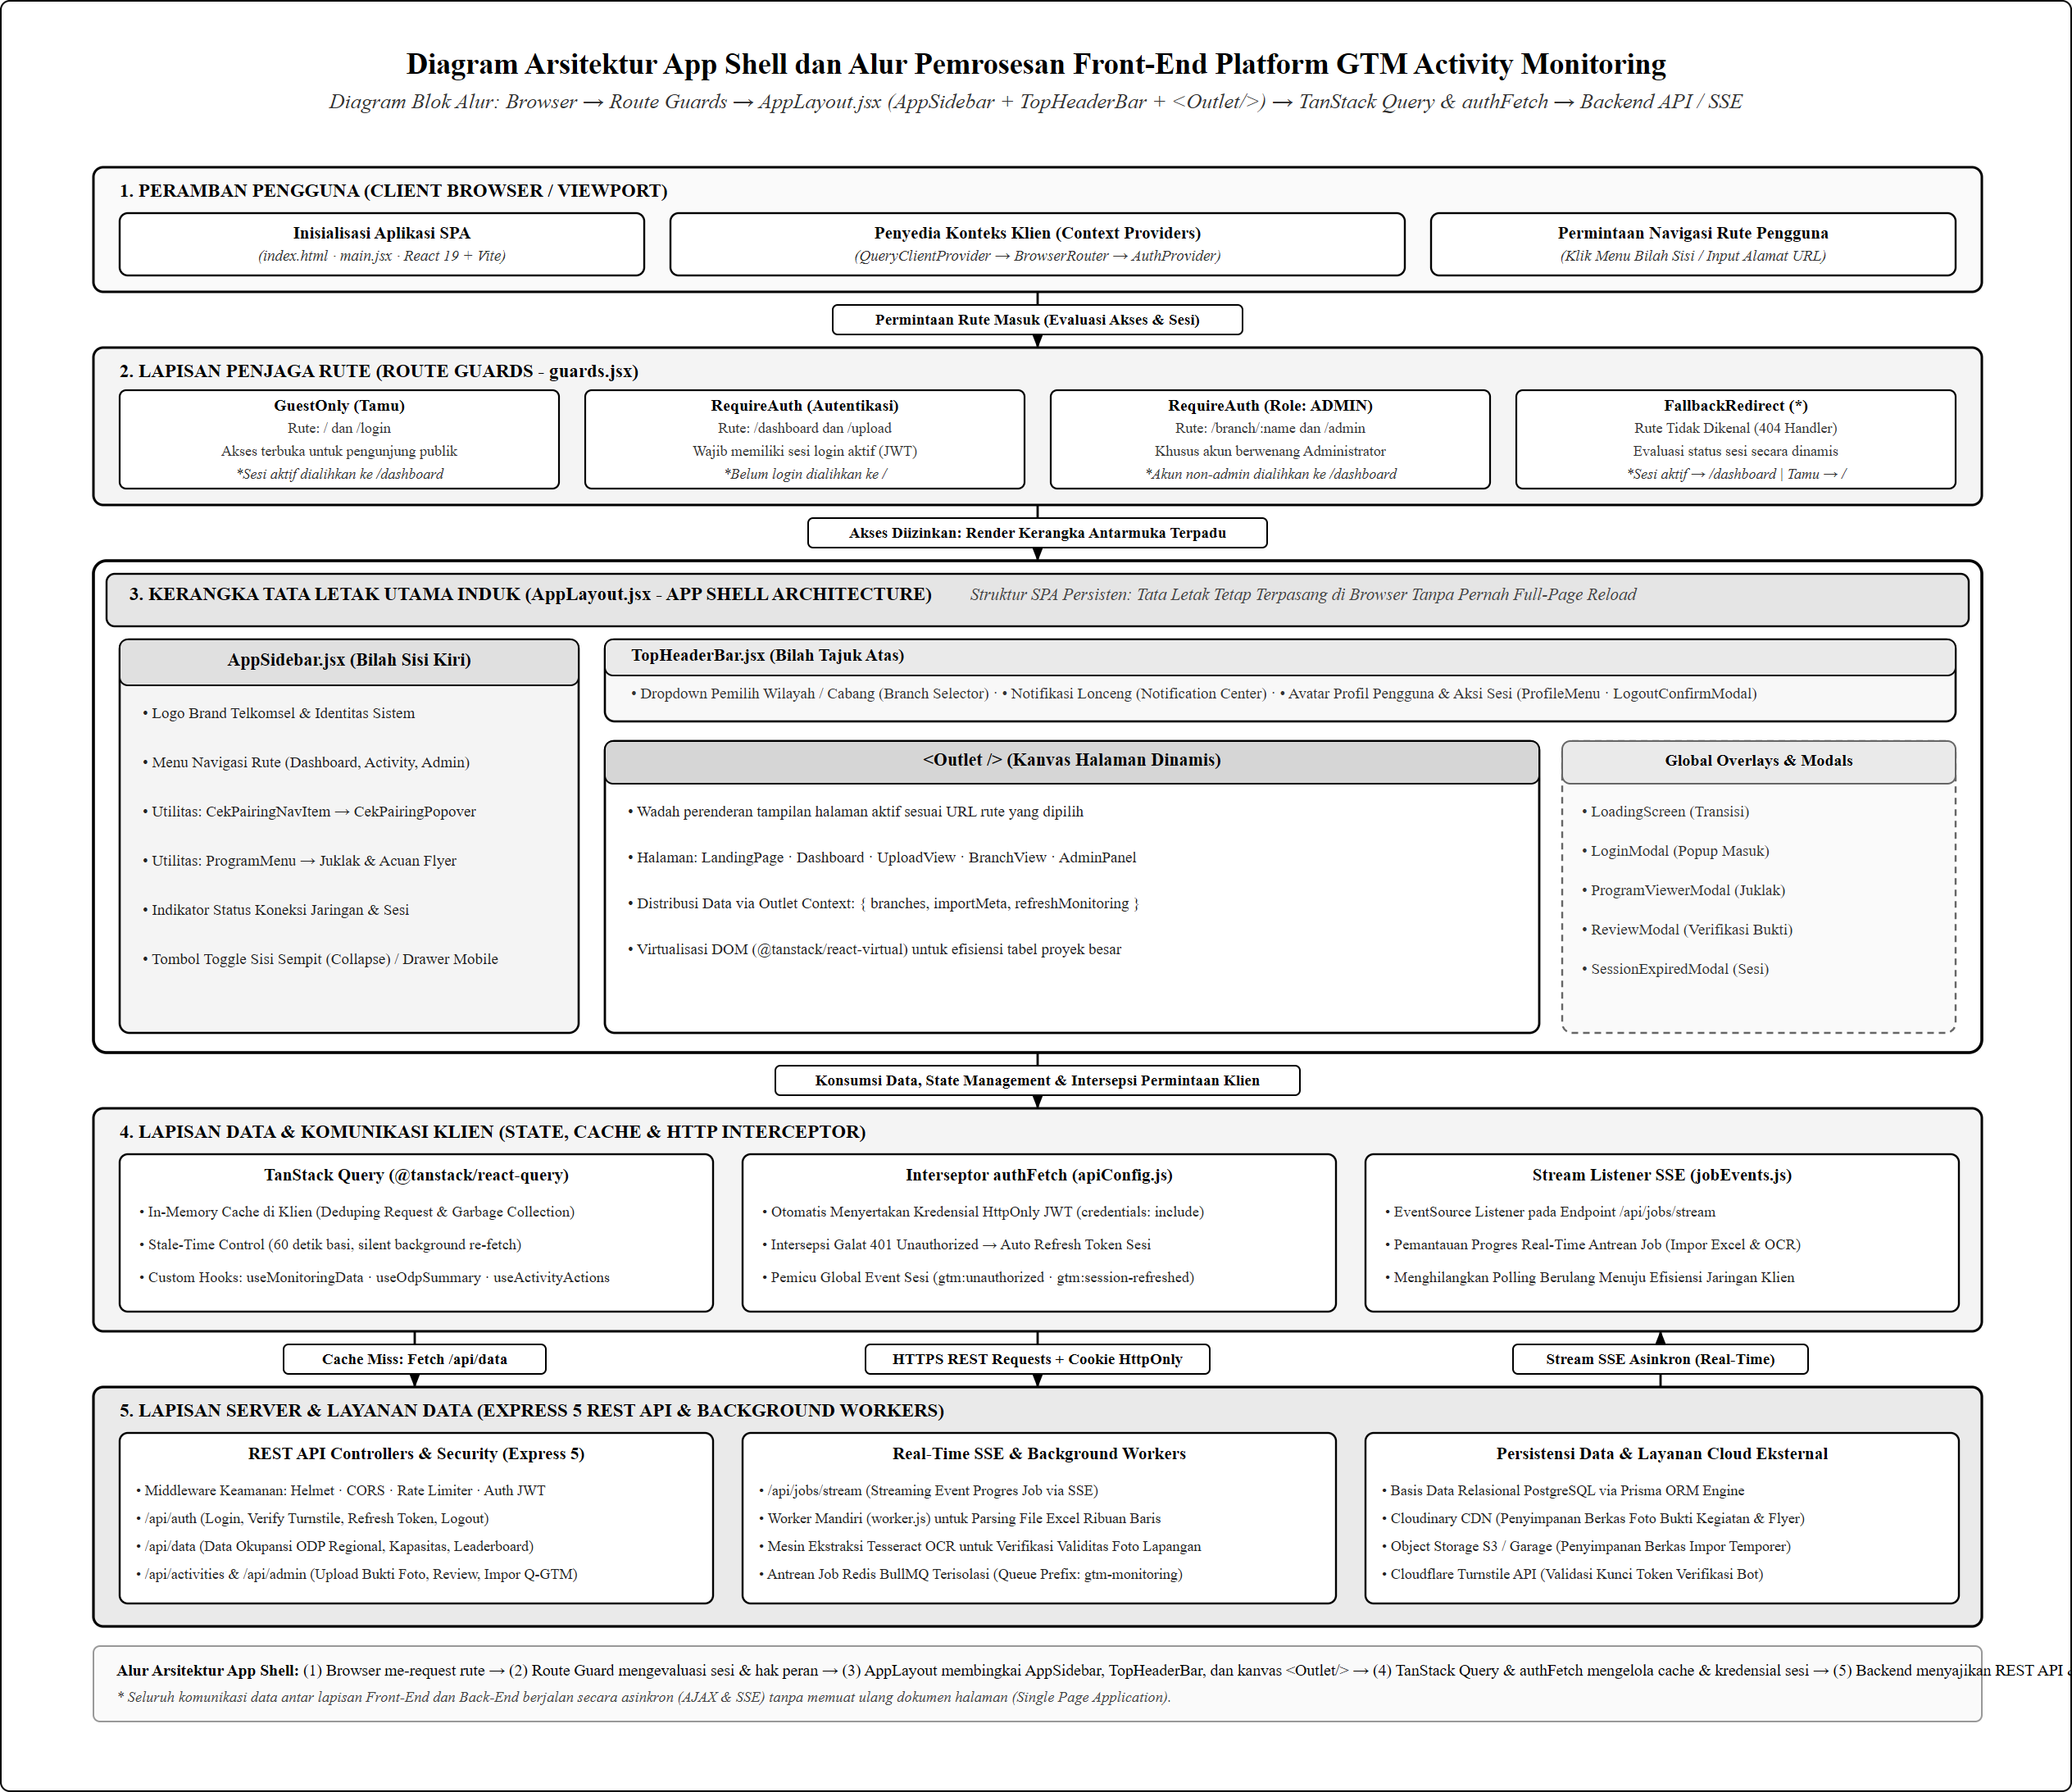 Diagram Arsitektur App Shell dan Alur Pemrosesan Front-End Platform GTM Activity Monitoring
Diagram Blok Alur: Browser → Route Guards → AppLayout.jsx (AppSidebar + TopHeaderBar + <Outlet/>) → TanStack Query & authFetch → Backend API / SSE
1. PERAMBAN PENGGUNA (CLIENT BROWSER / VIEWPORT)
Inisialisasi Aplikasi SPA
(index.html · main.jsx · React 19 + Vite)
Penyedia Konteks Klien (Context Providers)
(QueryClientProvider → BrowserRouter → AuthProvider)
Permintaan Navigasi Rute Pengguna
(Klik Menu Bilah Sisi / Input Alamat URL)
Permintaan Rute Masuk (Evaluasi Akses & Sesi)
2. LAPISAN PENJAGA RUTE (ROUTE GUARDS - guards.jsx)
GuestOnly (Tamu)
Rute: / dan /login
Akses terbuka untuk pengunjung publik
*Sesi aktif dialihkan ke /dashboard
RequireAuth (Autentikasi)
Rute: /dashboard dan /upload
Wajib memiliki sesi login aktif (JWT)
*Belum login dialihkan ke /
RequireAuth (Role: ADMIN)
Rute: /branch/:name dan /admin
Khusus akun berwenang Administrator
*Akun non-admin dialihkan ke /dashboard
FallbackRedirect (*)
Rute Tidak Dikenal (404 Handler)
Evaluasi status sesi secara dinamis
*Sesi aktif → /dashboard | Tamu → /
Akses Diizinkan: Render Kerangka Antarmuka Terpadu
3. KERANGKA TATA LETAK UTAMA INDUK (AppLayout.jsx - APP SHELL ARCHITECTURE)
Struktur SPA Persisten: Tata Letak Tetap Terpasang di Browser Tanpa Pernah Full-Page Reload
AppSidebar.jsx (Bilah Sisi Kiri)
• Logo Brand Telkomsel & Identitas Sistem
• Menu Navigasi Rute (Dashboard, Activity, Admin)
• Utilitas: CekPairingNavItem → CekPairingPopover
• Utilitas: ProgramMenu → Juklak & Acuan Flyer
• Indikator Status Koneksi Jaringan & Sesi
• Tombol Toggle Sisi Sempit (Collapse) / Drawer Mobile
TopHeaderBar.jsx (Bilah Tajuk Atas)
• Dropdown Pemilih Wilayah / Cabang (Branch Selector) · • Notifikasi Lonceng (Notification Center) · • Avatar Profil Pengguna & Aksi Sesi (ProfileMenu · LogoutConfirmModal)
<Outlet /> (Kanvas Halaman Dinamis)
• Wadah perenderan tampilan halaman aktif sesuai URL rute yang dipilih
• Halaman: LandingPage · Dashboard · UploadView · BranchView · AdminPanel
• Distribusi Data via Outlet Context: { branches, importMeta, refreshMonitoring }
• Virtualisasi DOM (@tanstack/react-virtual) untuk efisiensi tabel proyek besar
Global Overlays & Modals
• LoadingScreen (Transisi)
• LoginModal (Popup Masuk)
• ProgramViewerModal (Juklak)
• ReviewModal (Verifikasi Bukti)
• SessionExpiredModal (Sesi)
Konsumsi Data, State Management & Intersepsi Permintaan Klien
4. LAPISAN DATA & KOMUNIKASI KLIEN (STATE, CACHE & HTTP INTERCEPTOR)
TanStack Query (@tanstack/react-query)
• In-Memory Cache di Klien (Deduping Request & Garbage Collection)
• Stale-Time Control (60 detik basi, silent background re-fetch)
• Custom Hooks: useMonitoringData · useOdpSummary · useActivityActions
Interseptor authFetch (apiConfig.js)
• Otomatis Menyertakan Kredensial HttpOnly JWT (credentials: include)
• Intersepsi Galat 401 Unauthorized → Auto Refresh Token Sesi
• Pemicu Global Event Sesi (gtm:unauthorized · gtm:session-refreshed)
Stream Listener SSE (jobEvents.js)
• EventSource Listener pada Endpoint /api/jobs/stream
• Pemantauan Progres Real-Time Antrean Job (Impor Excel & OCR)
• Menghilangkan Polling Berulang Menuju Efisiensi Jaringan Klien
Cache Miss: Fetch /api/data
HTTPS REST Requests + Cookie HttpOnly
Stream SSE Asinkron (Real-Time)
5. LAPISAN SERVER & LAYANAN DATA (EXPRESS 5 REST API & BACKGROUND WORKERS)
REST API Controllers & Security (Express 5)
• Middleware Keamanan: Helmet · CORS · Rate Limiter · Auth JWT
• /api/auth (Login, Verify Turnstile, Refresh Token, Logout)
• /api/data (Data Okupansi ODP Regional, Kapasitas, Leaderboard)
• /api/activities & /api/admin (Upload Bukti Foto, Review, Impor Q-GTM)
Real-Time SSE & Background Workers
• /api/jobs/stream (Streaming Event Progres Job via SSE)
• Worker Mandiri (worker.js) untuk Parsing File Excel Ribuan Baris
• Mesin Ekstraksi Tesseract OCR untuk Verifikasi Validitas Foto Lapangan
• Antrean Job Redis BullMQ Terisolasi (Queue Prefix: gtm-monitoring)
Persistensi Data & Layanan Cloud Eksternal
• Basis Data Relasional PostgreSQL via Prisma ORM Engine
• Cloudinary CDN (Penyimpanan Berkas Foto Bukti Kegiatan & Flyer)
• Object Storage S3 / Garage (Penyimpanan Berkas Impor Temporer)
• Cloudflare Turnstile API (Validasi Kunci Token Verifikasi Bot)
Alur Arsitektur App Shell: (1) Browser me-request rute → (2) Route Guard mengevaluasi sesi & hak peran → (3) AppLayout membingkai AppSidebar, TopHeaderBar, dan kanvas <Outlet/> → (4) TanStack Query & authFetch mengelola cache & kredensial sesi → (5) Backend menyajikan REST API
* Seluruh komunikasi data antar lapisan Front-End dan Back-End berjalan secara asinkron (AJAX & SSE) tanpa memuat ulang dokumen halaman (Single Page Application).